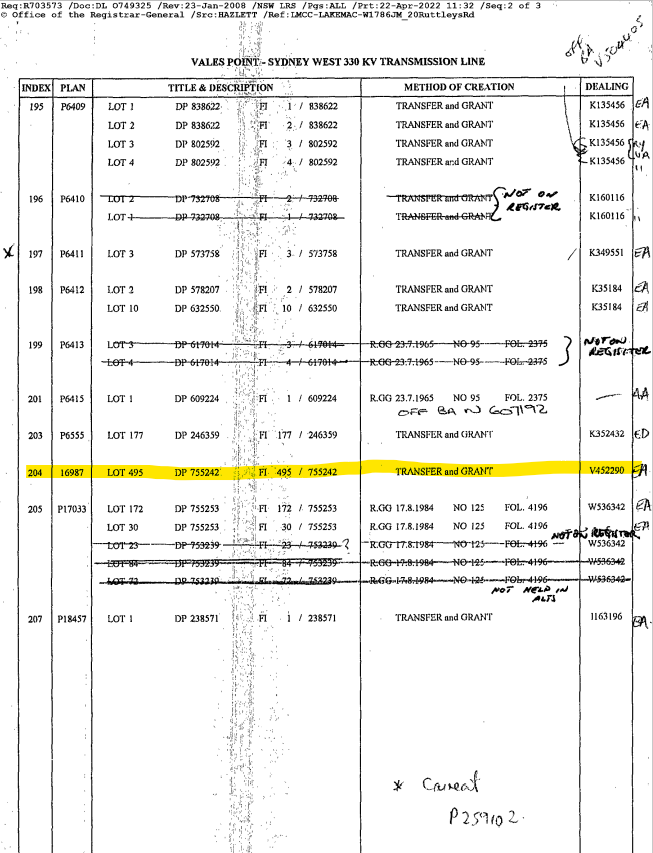 Req:R703573 /Doc:DL O749325 /Rev:23-Jan-2008 /NSW LRS /Pgs:ALL /Prt:22-Apr-2022 11:32 /Seq:2 of 3
© Office of the Registrar-General /Src:HAZLETT /Ref:LMCC-LAKEMAC-W1786JM_20RuttleysRd
OFF
BA
VALES POINT - SYDNEY WEST 330 KV TRANSMISSION LINE
INDEX PLAN TITLE & DESCRIPTION METHOD OF CREATION DEALING
195 P6409 LOT 1 DP 838622 FI 1 / 838622 TRANSFER and GRANT K135456 EA
LOT 2 DP 838622 FI 2 / 838622 TRANSFER and GRANT K135456 EA
LOT 3 DP 802592 FI 3 / 802592 TRANSFER and GRANT K135456
LOT 4 DP 802592 FI 4 / 802592 TRANSFER and GRANT K135456
196 P6410 LOT 2 DP 732708 FI 2 / 732708 TRANSFER and GRANT NOT ON K160116
LOT 1 DP 732708 FI 1 / 732708 TRANSFER and GRANT REGISTER K160116 "
* 197 P6411 LOT 3 DP 573758 FI 3 / 573758 TRANSFER and GRANT / K349551 EA
198 P6412 LOT 2 DP 578207 FI 2 / 578207 TRANSFER and GRANT K35184 EA
LOT 10 DP 632550 FI 10 / 632550 TRANSFER and GRANT K35184 EA
199 P6413 LOT 3 DP 617014 FI 3 / 617014 R.GG 23.7.1965 NO 95 FOL. 2375 NOT ON
LOT 4 DP 617014 FI 4 / 617014 R.GG 23.7.1965 NO 95 FOL. 2375 REGISTER
201 P6415 LOT 1 DP 609224 FI 1 / 609224 R.GG 23.7.1965 NO 95 FOL. 2375 — AA
OFF BA N 607192
203 P6555 LOT 177 DP 246359 FI 177 / 246359 TRANSFER and GRANT K352432 ED
204 16987 LOT 495 DP 755242 FI 495 / 755242 TRANSFER and GRANT V452290 EA
205 P17033 LOT 172 DP 755253 FI 172 / 755253 R.GG 17.8.1984 NO 125 FOL. 4196 W536342 EA
LOT 30 DP 755253 FI 30 / 755253 R.GG 17.8.1984 NO 125 FOL. 4196 W536342 EA
NOT ON REGISTER
LOT 23 DP 753239 FI 23 / 753239 ? R.GG 17.8.1984 NO 125 FOL. 4196 W536342
LOT 84 DP 753239 FI 84 / 753239 R.GG 17.8.1984 NO 125 FOL. 4196 W536342
LOT 72 DP 753239 FI 72 / 753239 R.GG 17.8.1984 NO 125 FOL. 4196 W536342
NOT HELD IN
ALTS
207 P18457 LOT 1 DP 238571 FI 1 / 238571 TRANSFER and GRANT I163196 BA
* Caveat
P259102